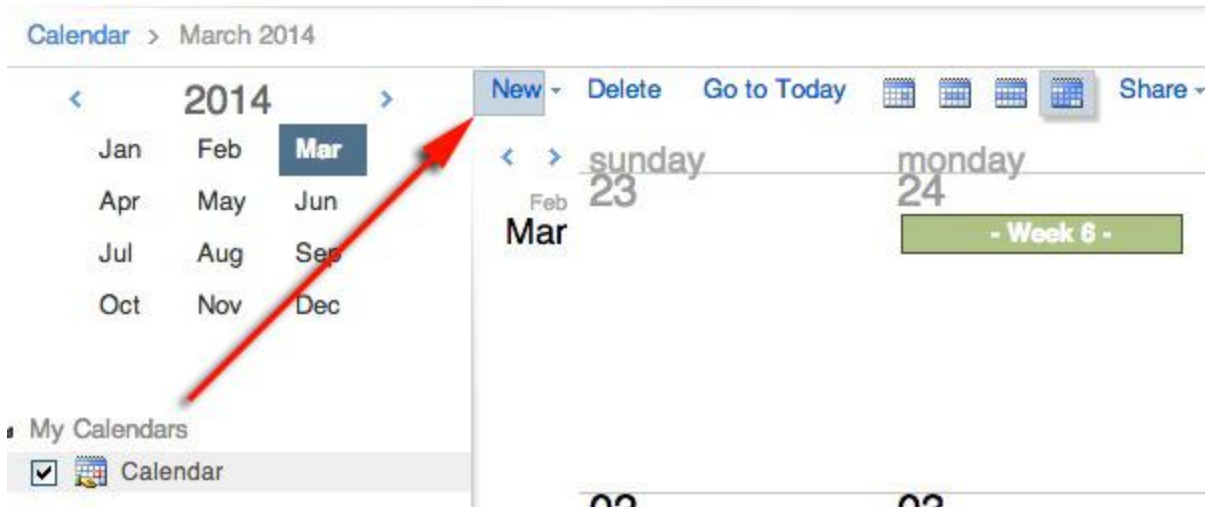 Calendar > March 2014
< 2014 >
Jan Feb Mar
Apr May Jun
Jul Aug Sep
Oct Nov Dec
My Calendars
Calendar
New Delete Go to Today Share
< > sunday monday
Feb 23 24
Mar
- Week 6 -